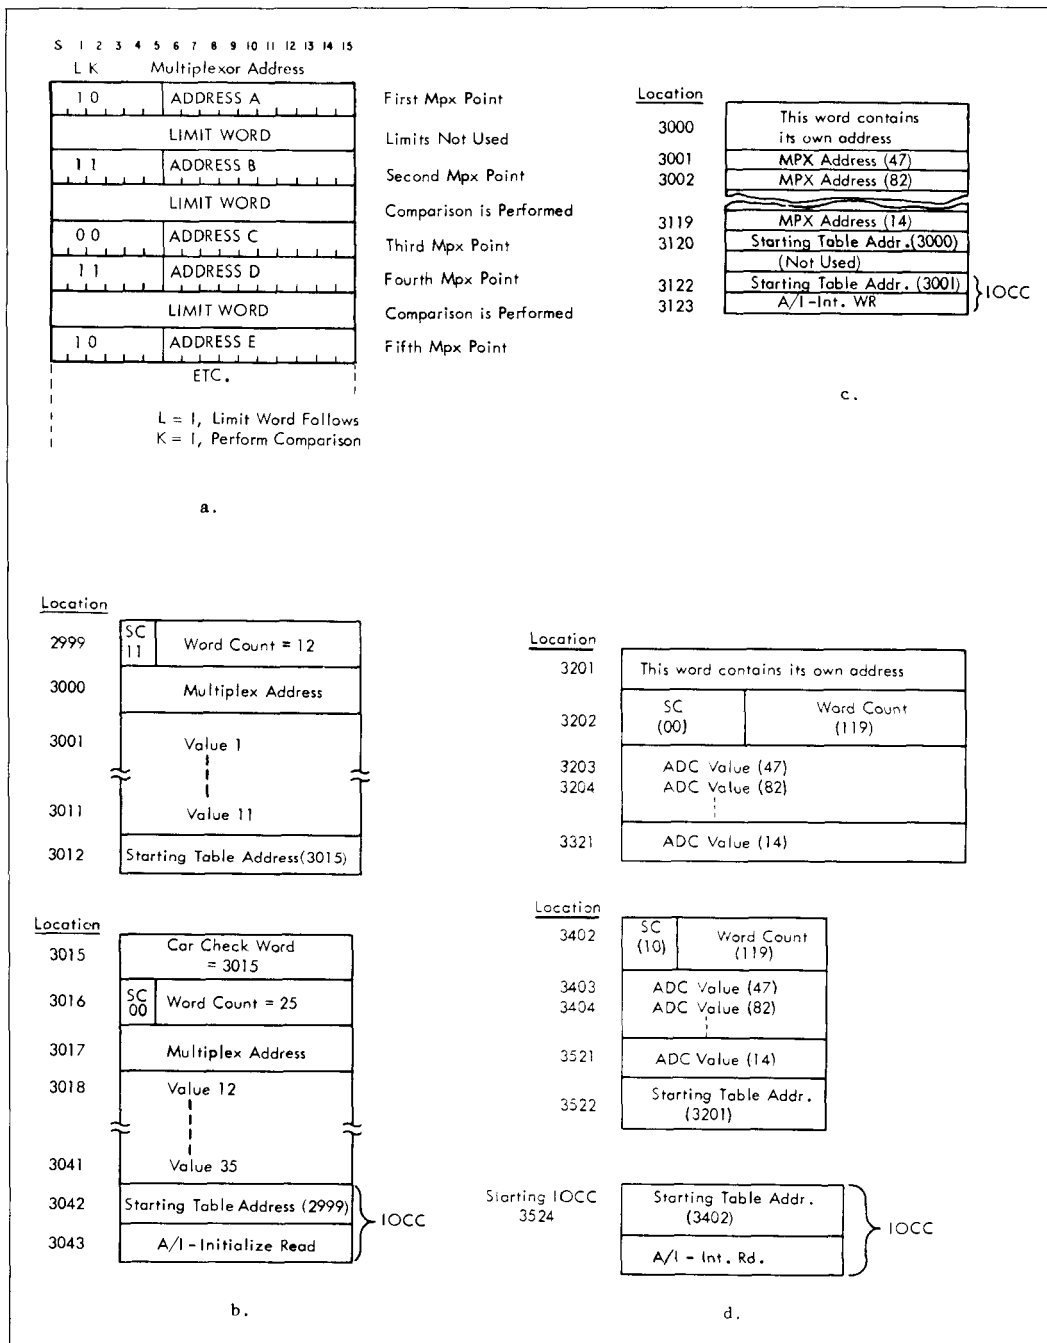 S 1 2 3 4 5 6 7 8 9 10 11 12 13 14 15
L K Multiplexor Address
1 0 ADDRESS A First Mpx Point
LIMIT WORD Limits Not Used
1 1 ADDRESS B Second Mpx Point
LIMIT WORD Comparison is Performed
0 0 ADDRESS C Third Mpx Point
1 1 ADDRESS D Fourth Mpx Point
LIMIT WORD Comparison is Performed
1 0 ADDRESS E Fifth Mpx Point
ETC.
L = 1, Limit Word Follows
K = 1, Perform Comparison
a.
Location
3000 This word contains
its own address
3001 MPX Address (47)
3002 MPX Address (82)
3119 MPX Address (14)
3120 Starting Table Addr.(3000)
(Not Used)
3122 Starting Table Addr. (3001)
3123 A/I-Int. WR
IOCC
c.
Location
2999 SC 11 Word Count = 12
3000 Multiplex Address
3001 Value 1
3011 Value 11
3012 Starting Table Address(3015)
Location
3015 Car Check Word
= 3015
3016 SC 00 Word Count = 25
3017 Multiplex Address
3018 Value 12
3041 Value 35
3042 Starting Table Address (2999)
3043 A/I-Initialize Read
IOCC
b.
Location
3201 This word contains its own address
3202 SC (00) Word Count (119)
3203 ADC Value (47)
3204 ADC Value (82)
3321 ADC Value (14)
Location
3402 SC (10) Word Count (119)
3403 ADC Value (47)
3404 ADC Value (82)
3521 ADC Value (14)
3522 Starting Table Addr.
(3201)
Starting IOCC
3524
Starting Table Addr.
(3402)
A/I - Int. Rd.
IOCC
d.